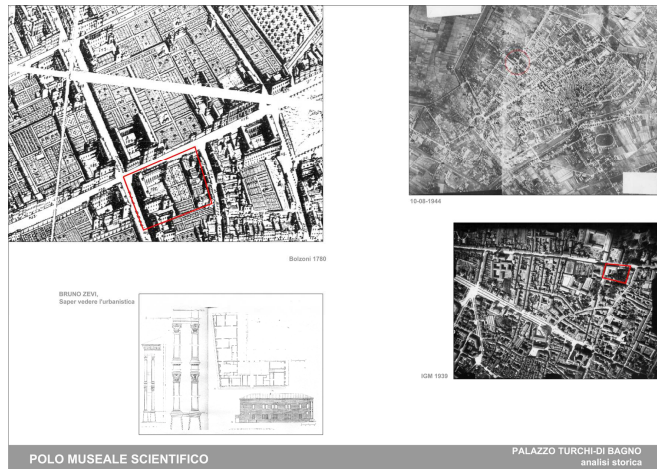 Bolzoni 1780
10-08-1944
BRUNO ZEVI,
Saper vedere l'urbanistica
IGM 1939
POLO MUSEALE SCIENTIFICO
PALAZZO TURCHI-DI BAGNO
analisi storica